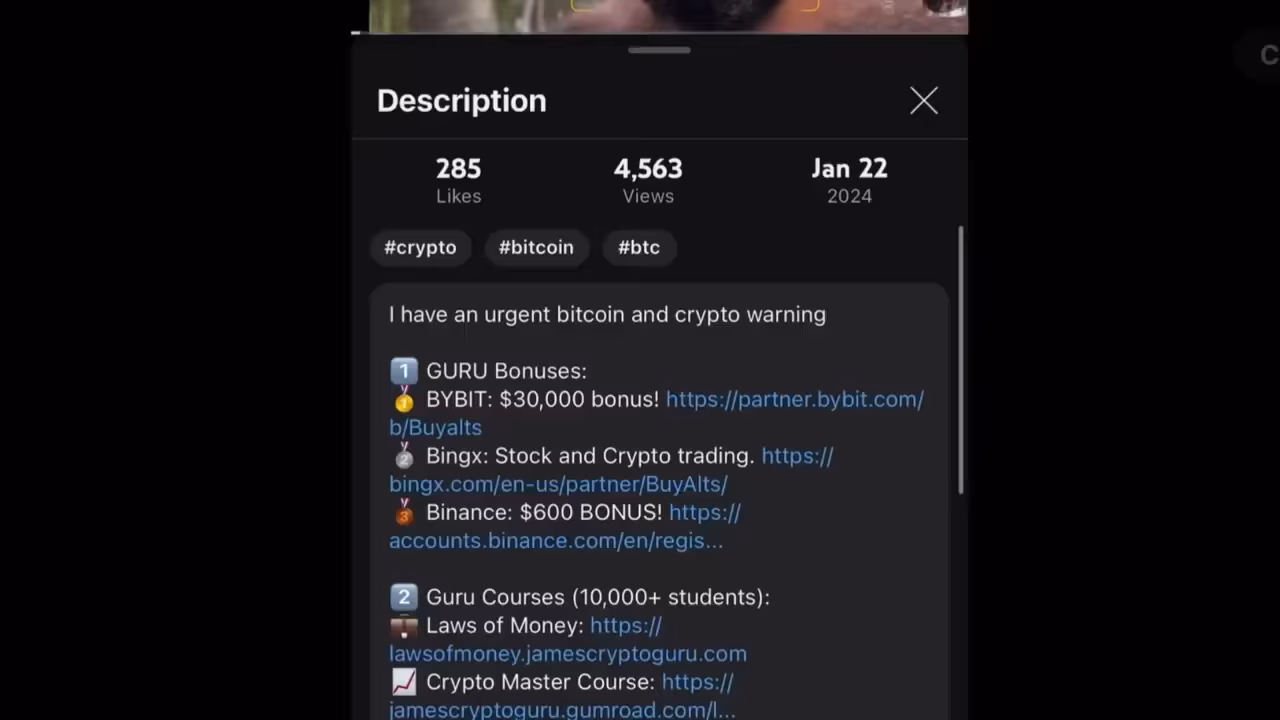 Description
285
Likes
4,563
Views
Jan 22
2024
#crypto
#bitcoin
#btc
I have an urgent bitcoin and crypto warning
1 GURU Bonuses:
1 BYBIT: $30,000 bonus! https://partner.bybit.com/
b/Buyalts
2 Bingx: Stock and Crypto trading. https://
bingx.com/en-us/partner/BuyAlts/
3 Binance: $600 BONUS! https://
accounts.binance.com/en/regis...
2 Guru Courses (10,000+ students):
Laws of Money: https://
lawsofmoney.jamescryptoguru.com
Crypto Master Course: https://
jamescryptoguru.gumroad.com/l...